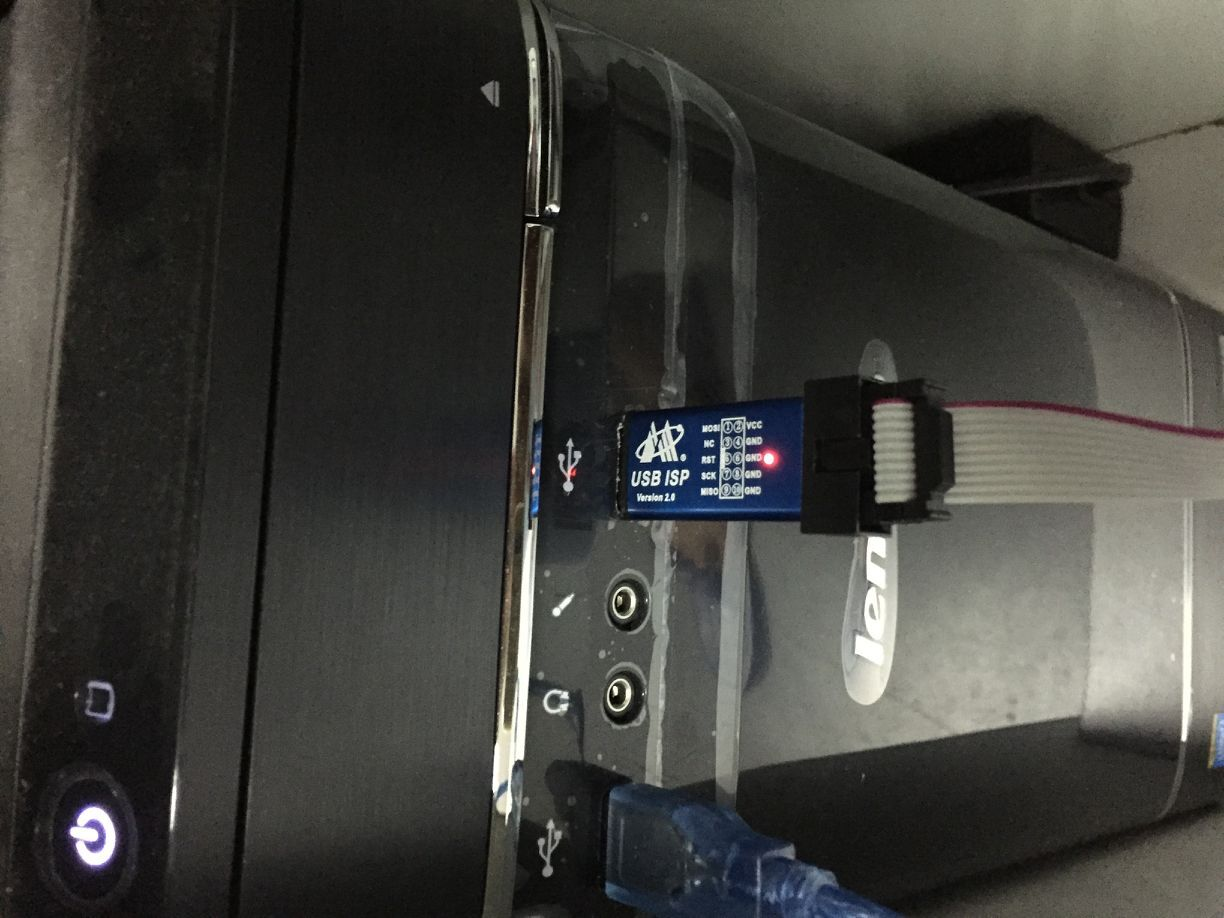 USB ISP
Version 2.0
MOSI ① ② VCC
NC ③ ④ GND
RST ⑤ ⑥ GND
SCK ⑦ ⑧ GND
MISO ⑨ ⑩ GND
®
len